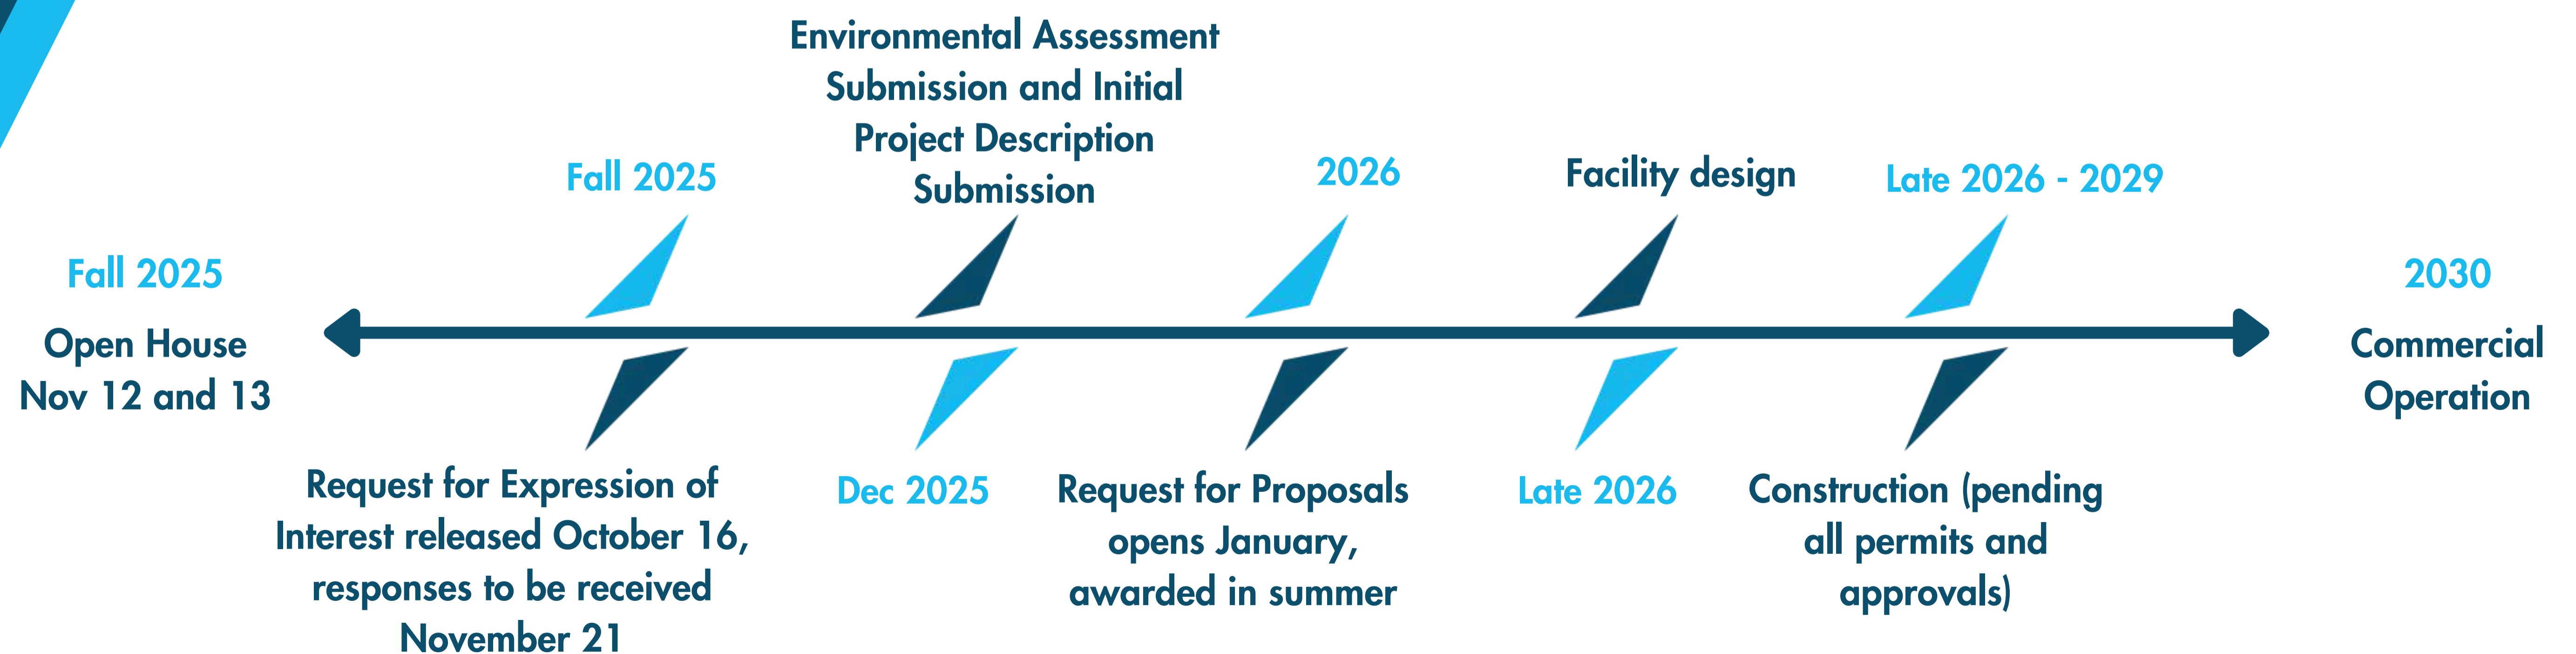 Fall 2025
Open House
Nov 12 and 13
Fall 2025
Request for Expression of
Interest released October 16,
responses to be received
November 21
Environmental Assessment
Submission and Initial
Project Description
Submission
Dec 2025
2026
Request for Proposals
opens January,
awarded in summer
Facility design
Late 2026
Late 2026 - 2029
Construction (pending
all permits and
approvals)
2030
Commercial
Operation